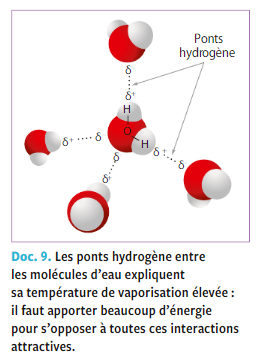 Ponts
hydrogène
δ
δ+
H
O
H
δ+
δ
δ+
δ
δ
δ
δ+
Doc. 9. Les ponts hydrogène entre
les molécules d’eau expliquent
sa température de vaporisation élevée :
il faut apporter beaucoup d’énergie
pour s’opposer à toutes ces interactions
attractives.